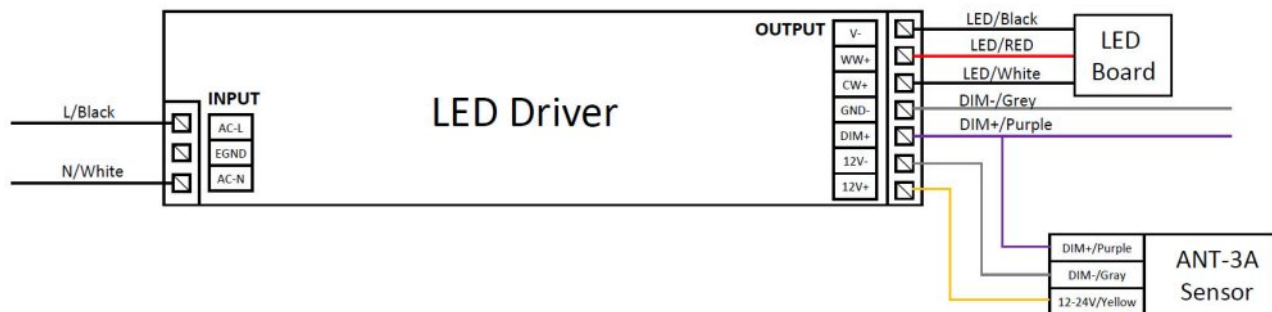 L/Black
N/White
INPUT
AC-L
EGND
AC-N
LED Driver
OUTPUT
V-
WW+
CW+
GND-
DIM+
12V-
12V+
LED/Black
LED/RED
LED/White
DIM-/Grey
DIM+/Purple
LED
Board
DIM+/Purple
DIM-/Gray
12-24V/Yellow
ANT-3A
Sensor